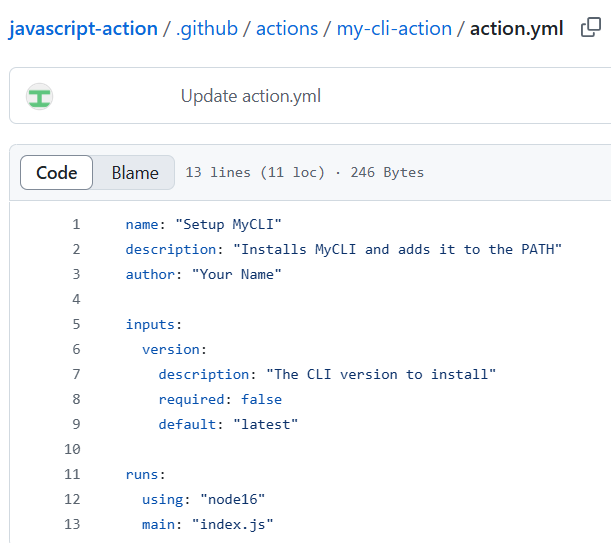 javascript-action / .github / actions / my-cli-action / action.yml
Update action.yml
Code Blame 13 lines (11 loc) · 246 Bytes
1 name: "Setup MyCLI"
2 description: "Installs MyCLI and adds it to the PATH"
3 author: "Your Name"
4
5 inputs:
6   version:
7     description: "The CLI version to install"
8     required: false
9     default: "latest"
10
11 runs:
12   using: "node16"
13   main: "index.js"